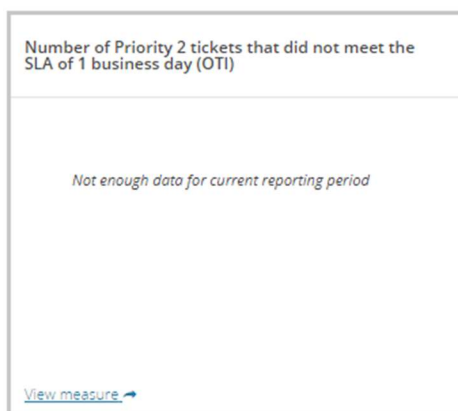 Number of Priority 2 tickets that did not meet the
SLA of 1 business day (OTI)
Not enough data for current reporting period
View measure